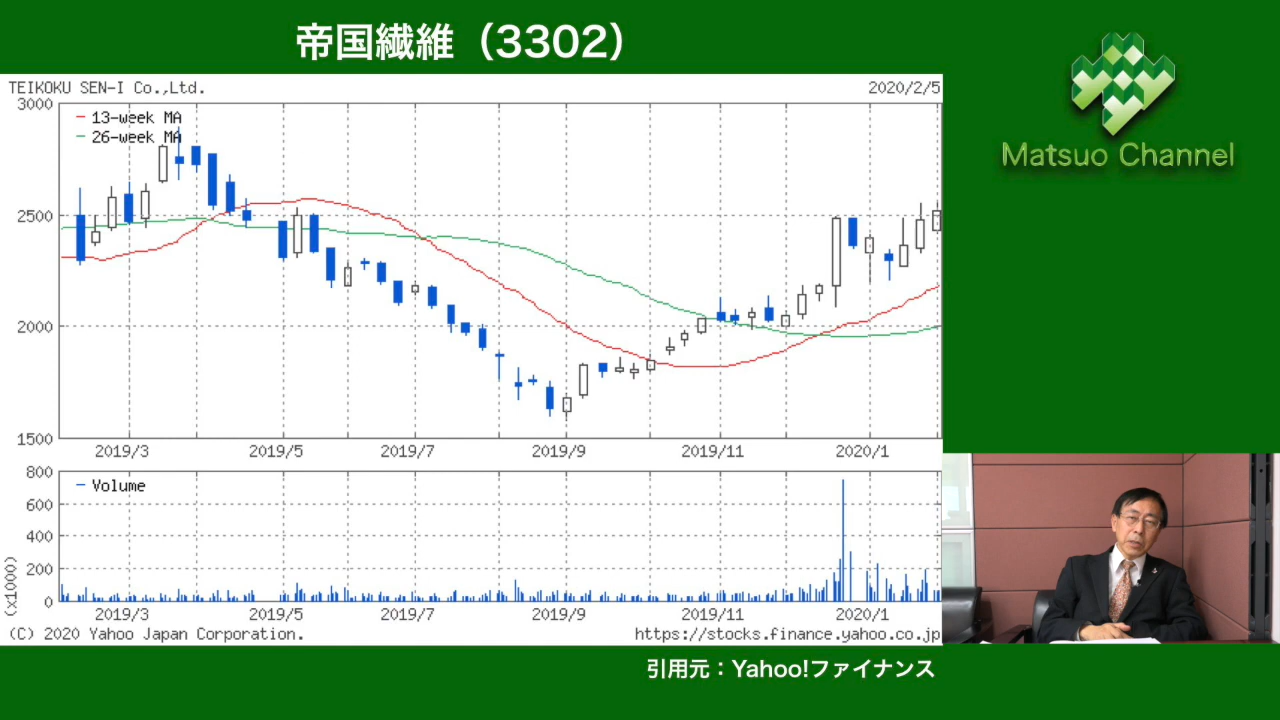 帝国繊維（3302）
TEIKOKU SEN-I Co.,Ltd.
2020/2/5
Matsuo Channel
3000
13-week MA
26-week MA
2500
2000
1500
2019/3 2019/5 2019/7 2019/9 2019/11 2020/1
800
Volume
600
400
200
0
(x1000)
2019/3 2019/5 2019/7 2019/9 2019/11 2020/1
(C) 2020 Yahoo Japan Corporation.
https://stocks.finance.yahoo.co.jp
引用元：Yahoo!ファイナンス